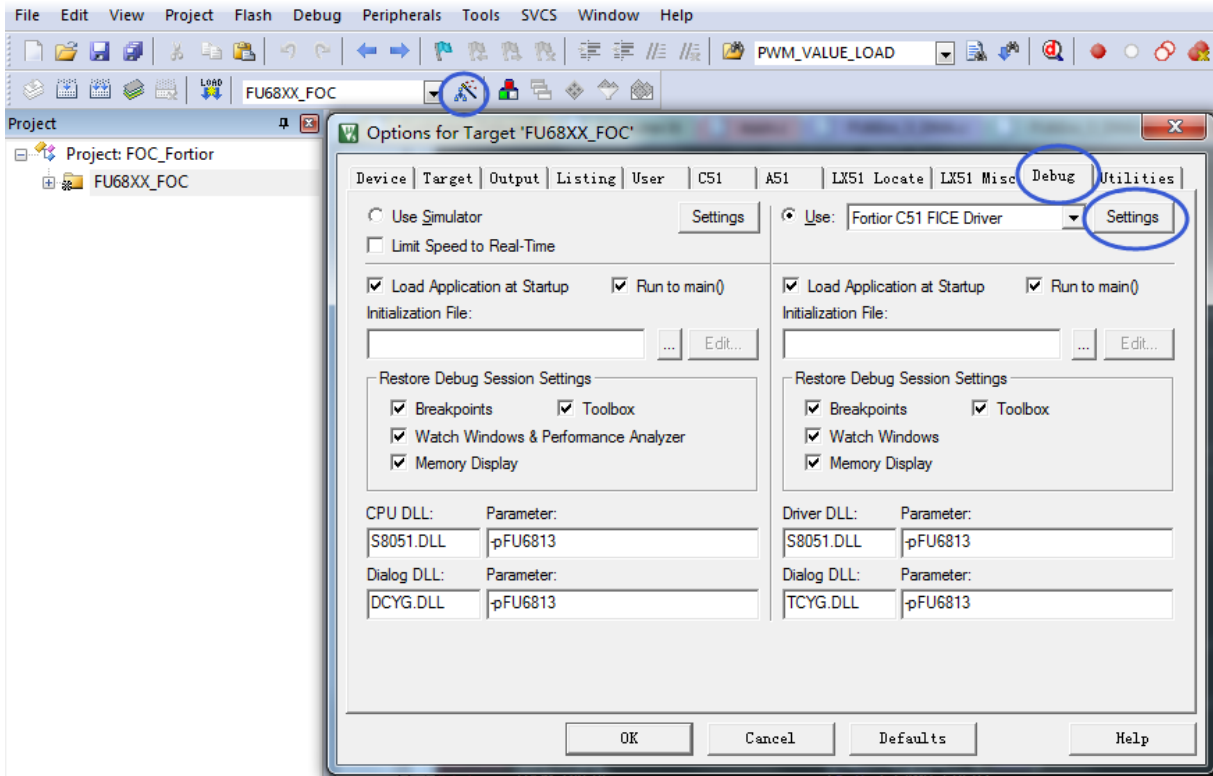 File Edit View Project Flash Debug Peripherals Tools SVCS Window Help
PWM_VALUE_LOAD
LOAD FU68XX_FOC
Project
Project: FOC_Fortior
FU68XX_FOC
Options for Target 'FU68XX_FOC'
Device Target Output Listing User C51 A51 LX51 Locate LX51 Misc Debug Utilities
Use Simulator Settings Use: Fortior C51 FICE Driver Settings
Limit Speed to Real-Time
Load Application at Startup Run to main() Load Application at Startup Run to main()
Initialization File: Initialization File:
... Edit... ... Edit...
Restore Debug Session Settings Restore Debug Session Settings
Breakpoints Toolbox Breakpoints Toolbox
Watch Windows & Performance Analyzer Watch Windows
Memory Display Memory Display
CPU DLL: Parameter: Driver DLL: Parameter:
S8051.DLL -pFU6813 S8051.DLL -pFU6813
Dialog DLL: Parameter: Dialog DLL: Parameter:
DCYG.DLL -pFU6813 TCYG.DLL -pFU6813
OK Cancel Defaults Help